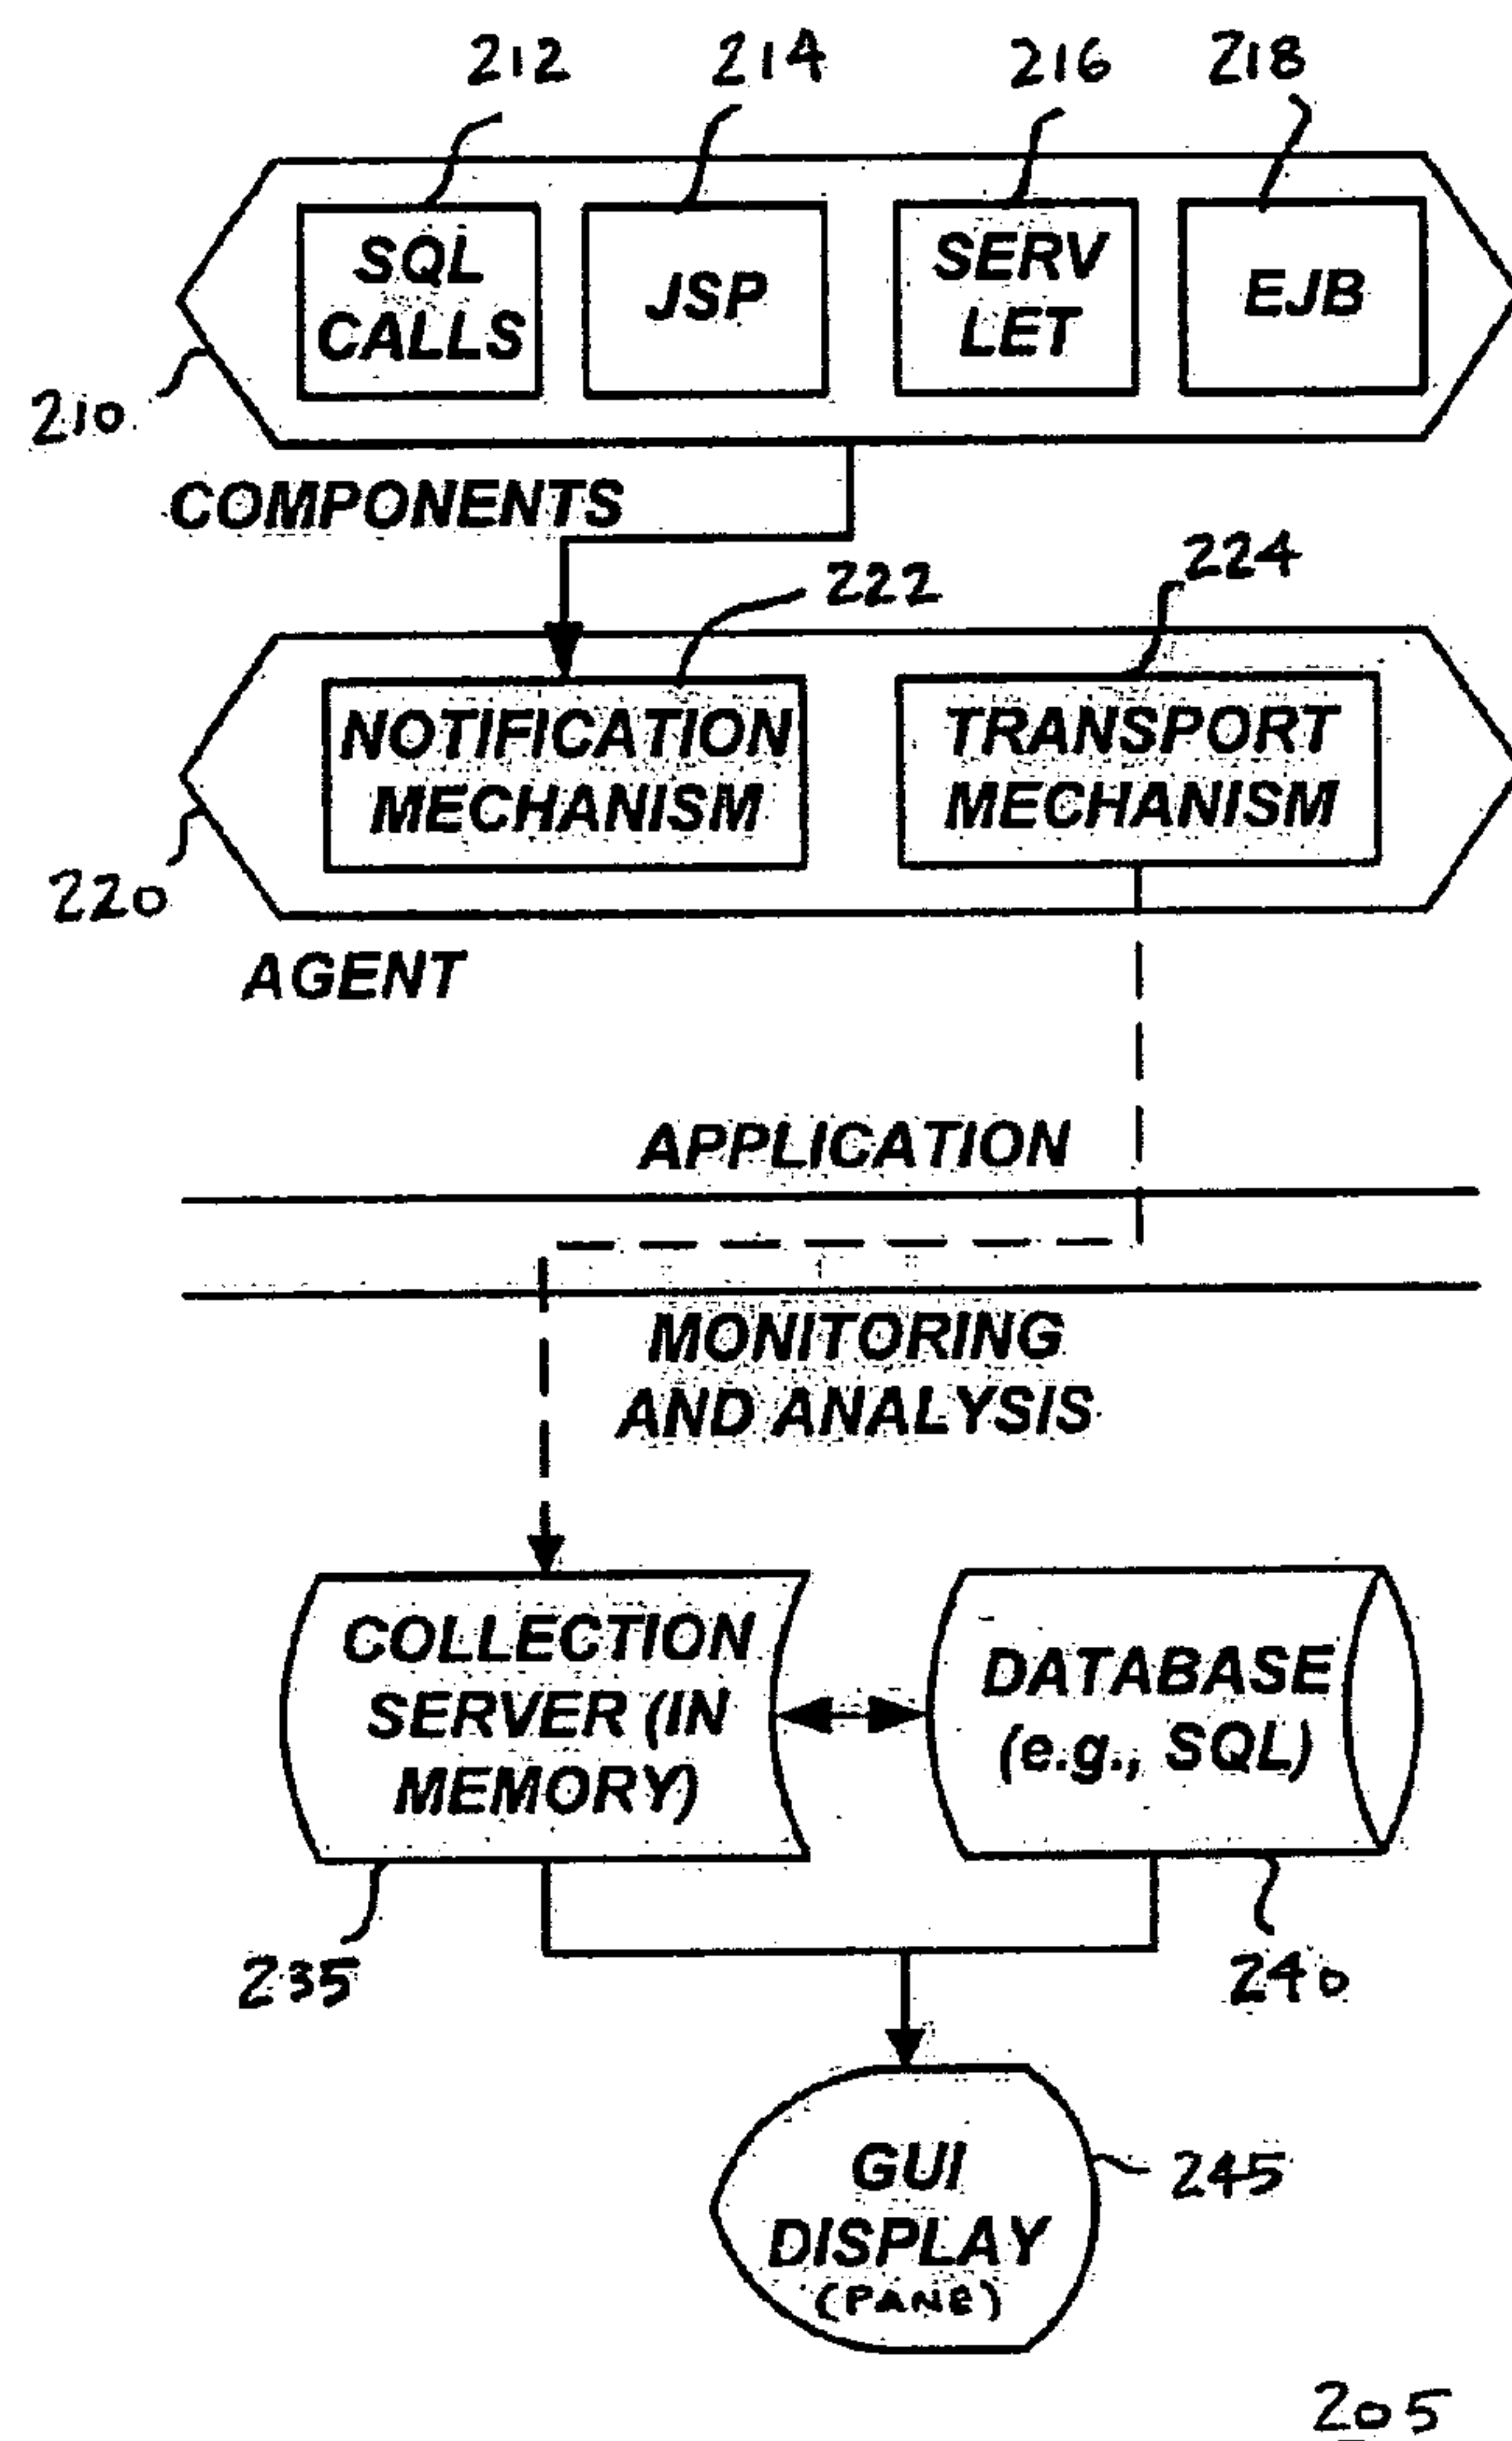 212
214
216
218
SQL
CALLS
JSP
SERV
LET
EJB
210
COMPONENTS
222
224
NOTIFICATION
MECHANISM
TRANSPORT
MECHANISM
220
AGENT
APPLICATION
MONITORING
AND ANALYSIS
COLLECTION
SERVER (IN
MEMORY)
DATABASE
(e.g., SQL)
235
240
GUI
DISPLAY
(PANE)
245
205